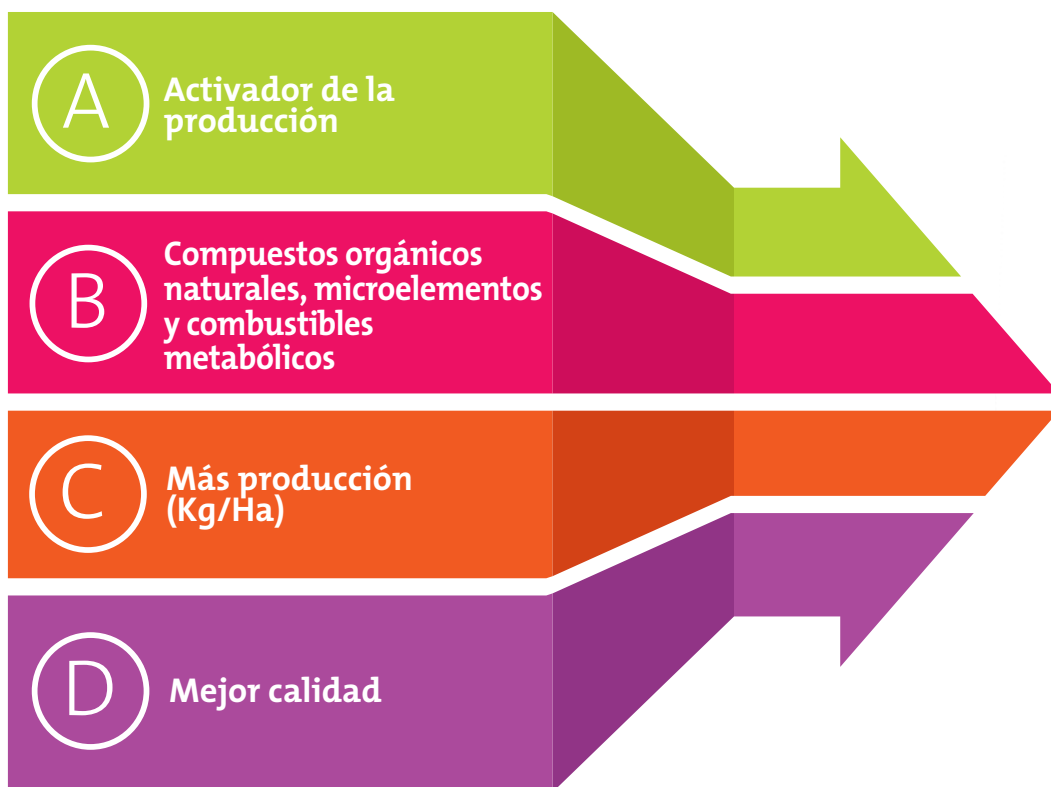 A
Activador de la
producción
B
Compuestos orgánicos
naturales, microelementos
y combustibles
metabólicos
C
Más producción
(Kg/Ha)
D
Mejor calidad